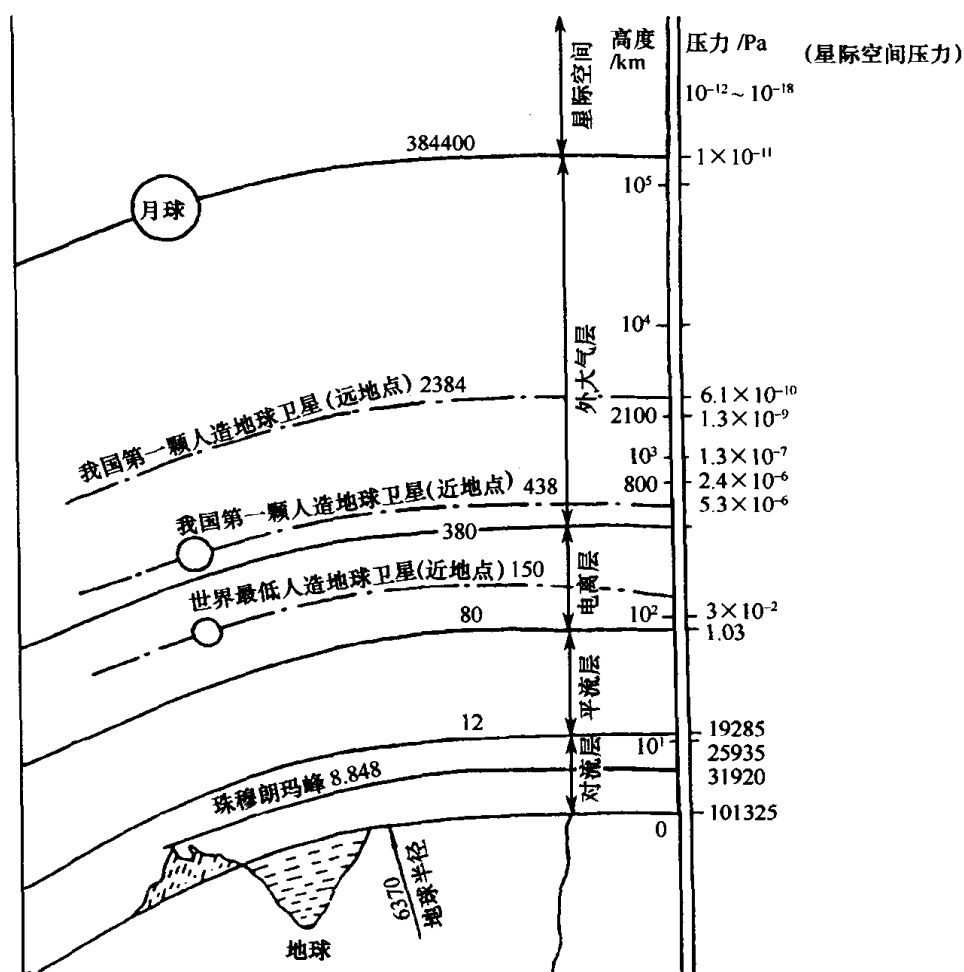 星际空间
高度
/km
压力 /Pa
(星际空间压力)
10⁻¹²～10⁻¹⁸
384400
1×10⁻¹¹
10⁵
月球
10⁴
外大气层
我国第一颗人造地球卫星(远地点) 2384
6.1×10⁻¹⁰
2100
1.3×10⁻⁹
10³
1.3×10⁻⁷
800
2.4×10⁻⁶
我国第一颗人造地球卫星(近地点) 438
5.3×10⁻⁶
380
电离层
世界最低人造地球卫星(近地点) 150
10²
3×10⁻²
80
1.03
平流层
12
19285
10¹
25935
对流层
31920
珠穆朗玛峰 8.848
101325
0
6370
地球半径
地球